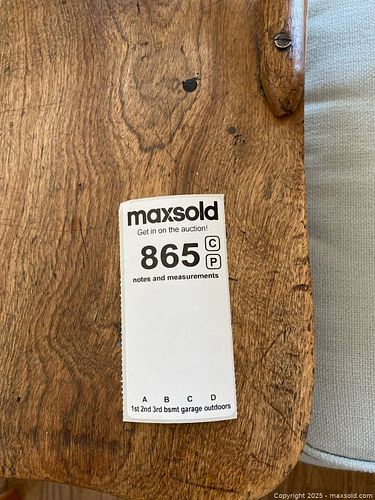 maxsold
Get in on the auction!
865 C
P
notes and measurements
A B C D
1st 2nd 3rd bsmt garage outdoors
Copyright © 2025 - maxsold.com